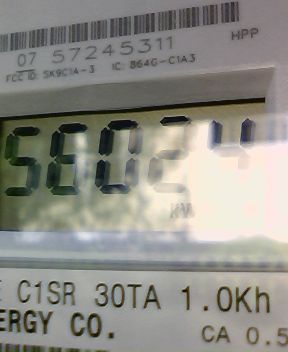 07 57245311 HPP
FCC ID: SK9C1A-3 IC: 864G-C1A3
56024
KW
E C1SR 30TA 1.0Kh
ERGY CO. CA 0.5